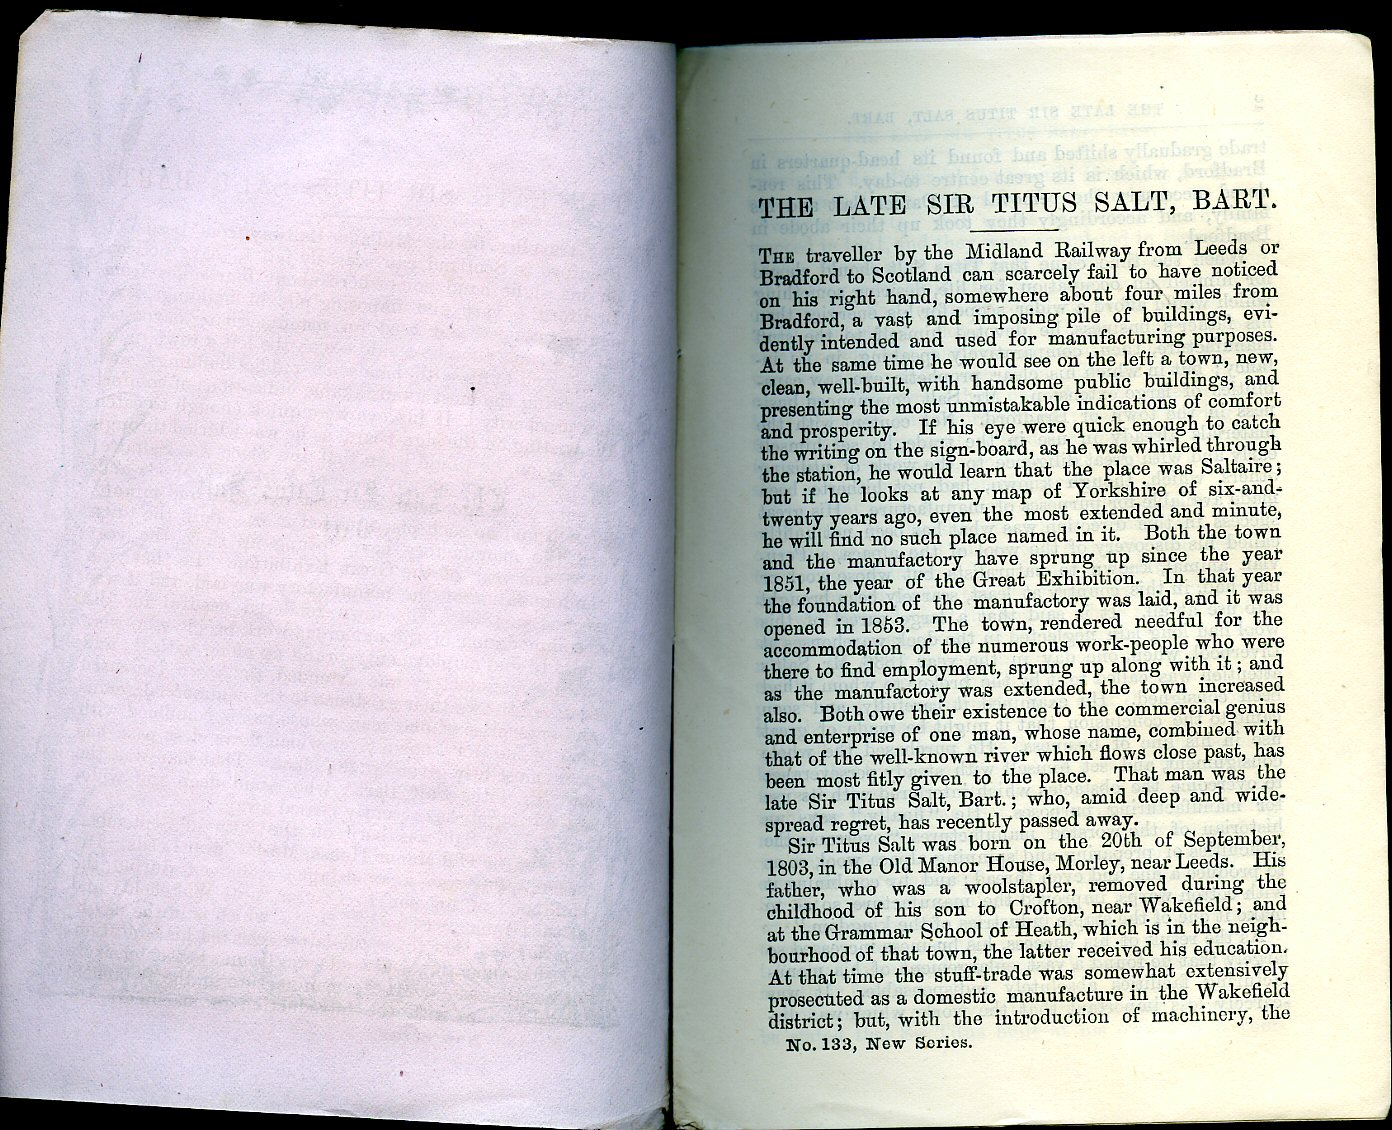 THE LATE SIR TITUS SALT, BART.
THE traveller by the Midland Railway from Leeds or
Bradford to Scotland can scarcely fail to have noticed
on his right hand, somewhere about four miles from
Bradford, a vast and imposing pile of buildings, evi-
dently intended and used for manufacturing purposes.
At the same time he would see on the left a town, new,
clean, well-built, with handsome public buildings, and
presenting the most unmistakable indications of comfort
and prosperity. If his eye were quick enough to catch
the writing on the sign-board, as he was whirled through
the station, he would learn that the place was Saltaire;
but if he looks at any map of Yorkshire of six-and-
twenty years ago, even the most extended and minute,
he will find no such place named in it. Both the town
and the manufactory have sprung up since the year
1851, the year of the Great Exhibition. In that year
the foundation of the manufactory was laid, and it was
opened in 1853. The town, rendered needful for the
accommodation of the numerous work-people who were
there to find employment, sprung up along with it; and
as the manufactory was extended, the town increased
also. Both owe their existence to the commercial genius
and enterprise of one man, whose name, combined with
that of the well-known river which flows close past, has
been most fitly given to the place. That man was the
late Sir Titus Salt, Bart.; who, amid deep and wide-
spread regret, has recently passed away.
Sir Titus Salt was born on the 20th of September,
1803, in the Old Manor House, Morley, near Leeds. His
father, who was a woolstapler, removed during the
childhood of his son to Crofton, near Wakefield; and
at the Grammar School of Heath, which is in the neigh-
bourhood of that town, the latter received his education.
At that time the stuff-trade was somewhat extensively
prosecuted as a domestic manufacture in the Wakefield
district; but, with the introduction of machinery, the
No. 133, New Series.